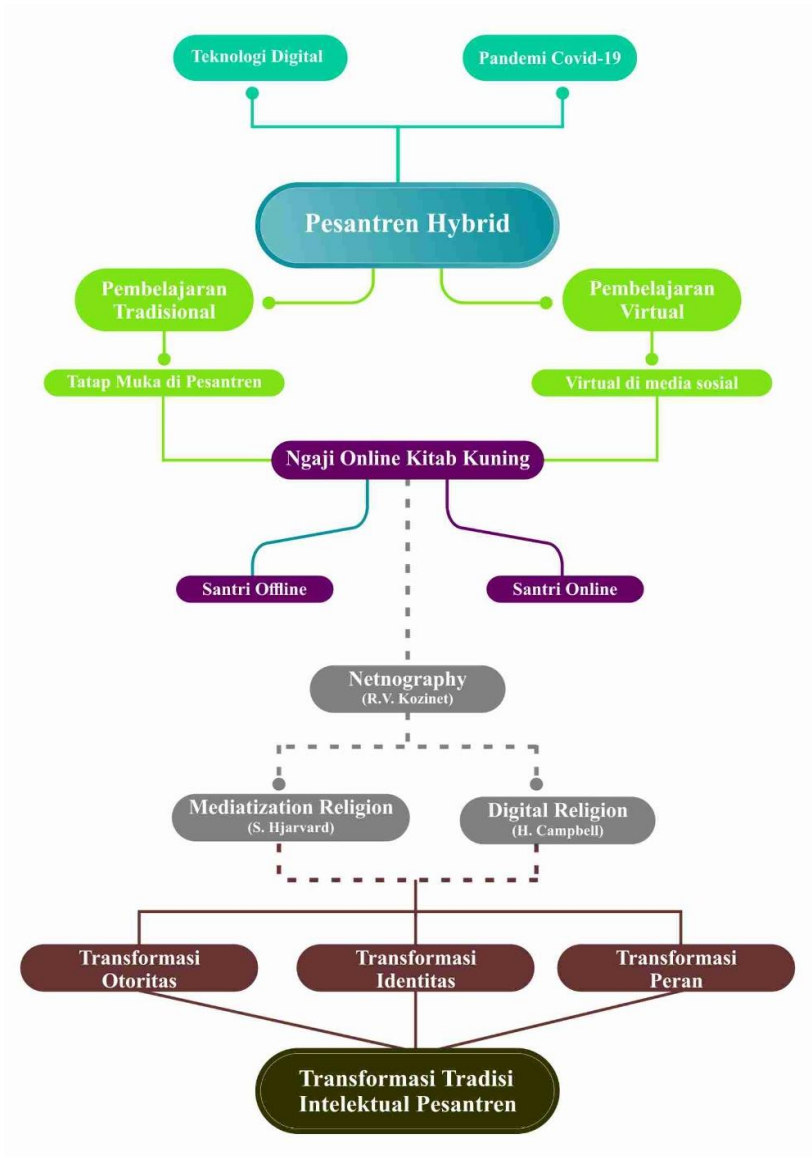 Teknologi Digital
Pandemi Covid-19
Pesantren Hybrid
Pembelajaran
Tradisional
Pembelajaran
Virtual
Tatap Muka di Pesantren
Virtual di media sosial
Ngaji Online Kitab Kuning
Santri Offline
Santri Online
Netnography
(R.V. Kozinet)
Mediatization Religion
(S. Hjarvard)
Digital Religion
(H. Campbell)
Transformasi
Otoritas
Transformasi
Identitas
Transformasi
Peran
Transformasi Tradisi
Intelektual Pesantren